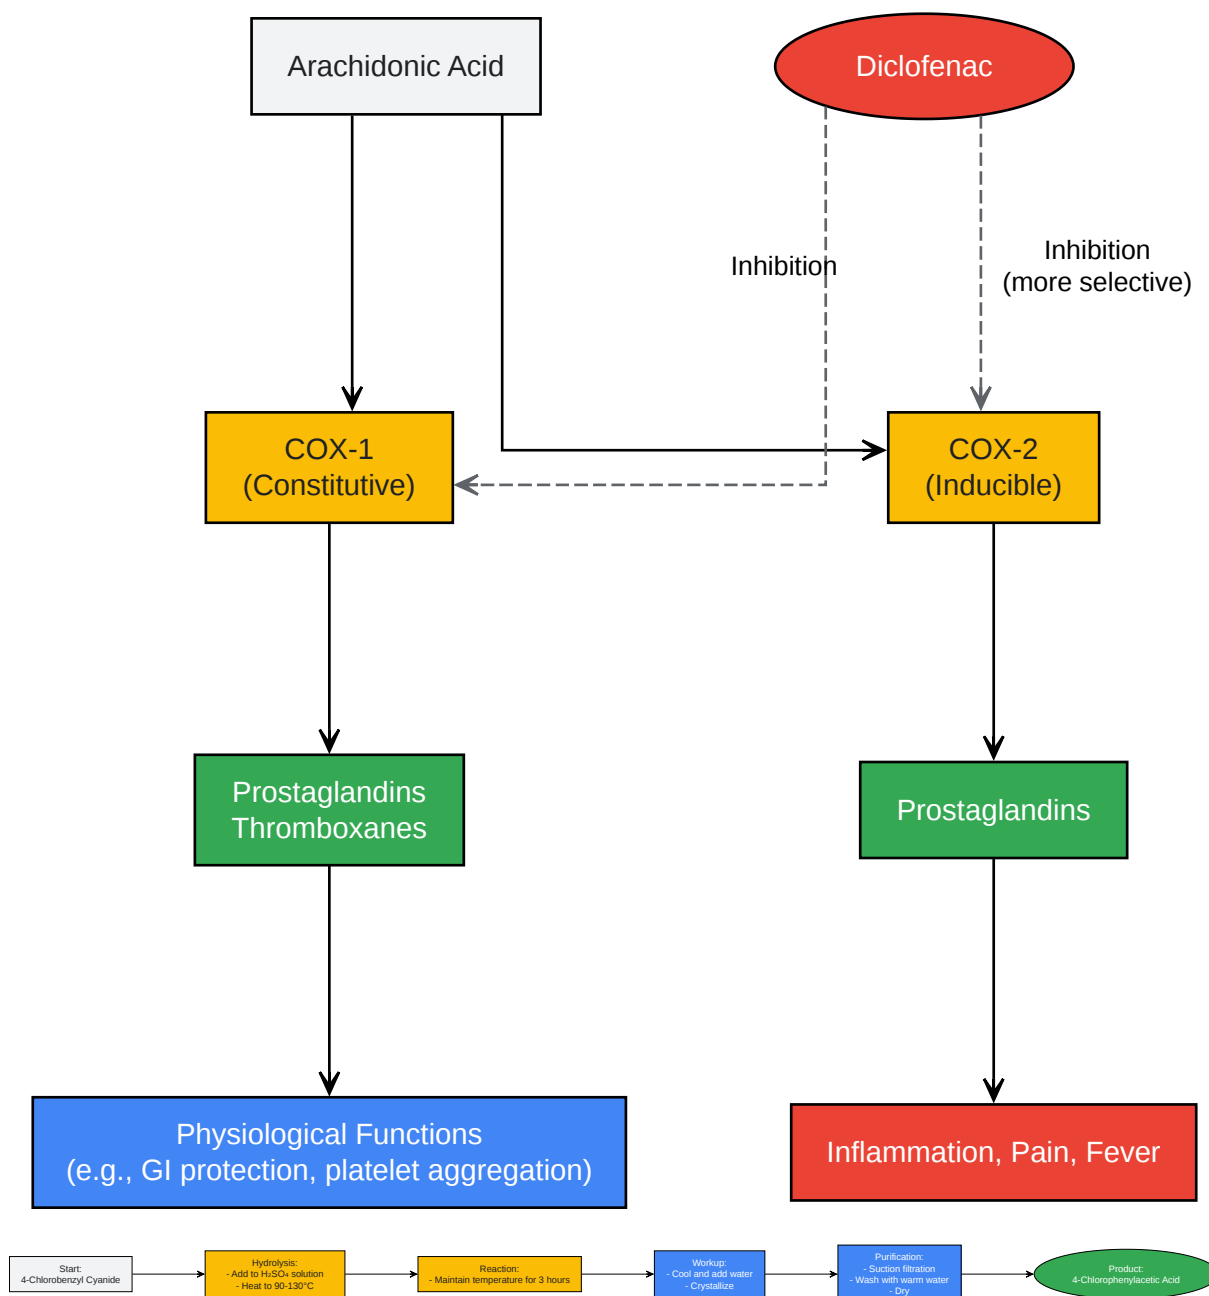 Arachidonic Acid
Diclofenac
Inhibition
Inhibition
(more selective)
COX-1
(Constitutive)
COX-2
(Inducible)
Prostaglandins
Thromboxanes
Prostaglandins
Physiological Functions
(e.g., GI protection, platelet aggregation)
Inflammation, Pain, Fever
Start:
4-Chlorobenzyl Cyanide
Hydrolysis:
- Add to H₂SO₄ solution
- Heat to 90-130°C
Reaction:
- Maintain temperature for 3 hours
Workup:
- Cool and add water
- Crystallize
Purification:
- Suction filtration
- Wash with warm water
- Dry
Product:
4-Chlorophenylacetic Acid